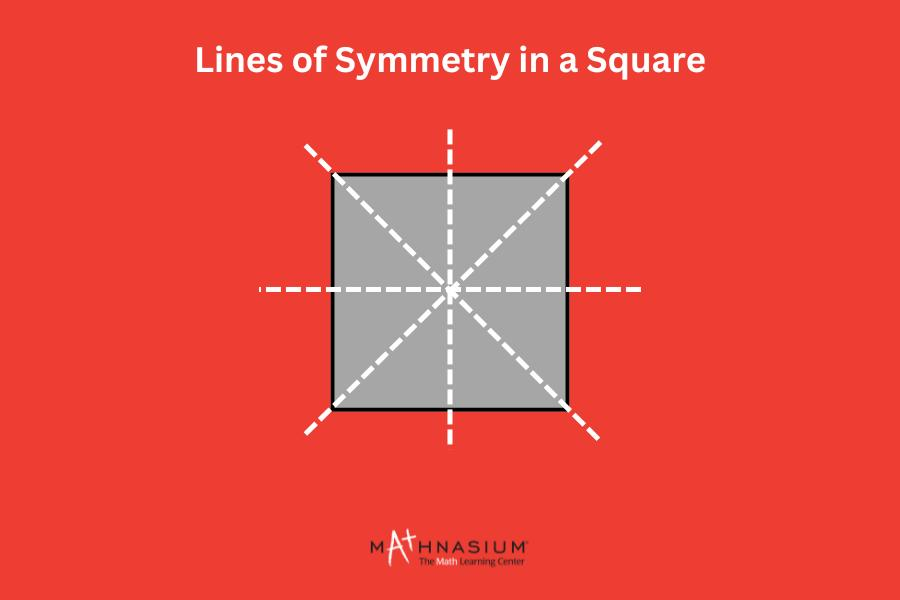 Lines of Symmetry in a Square
MATHNASIUM®
The Math Learning Center